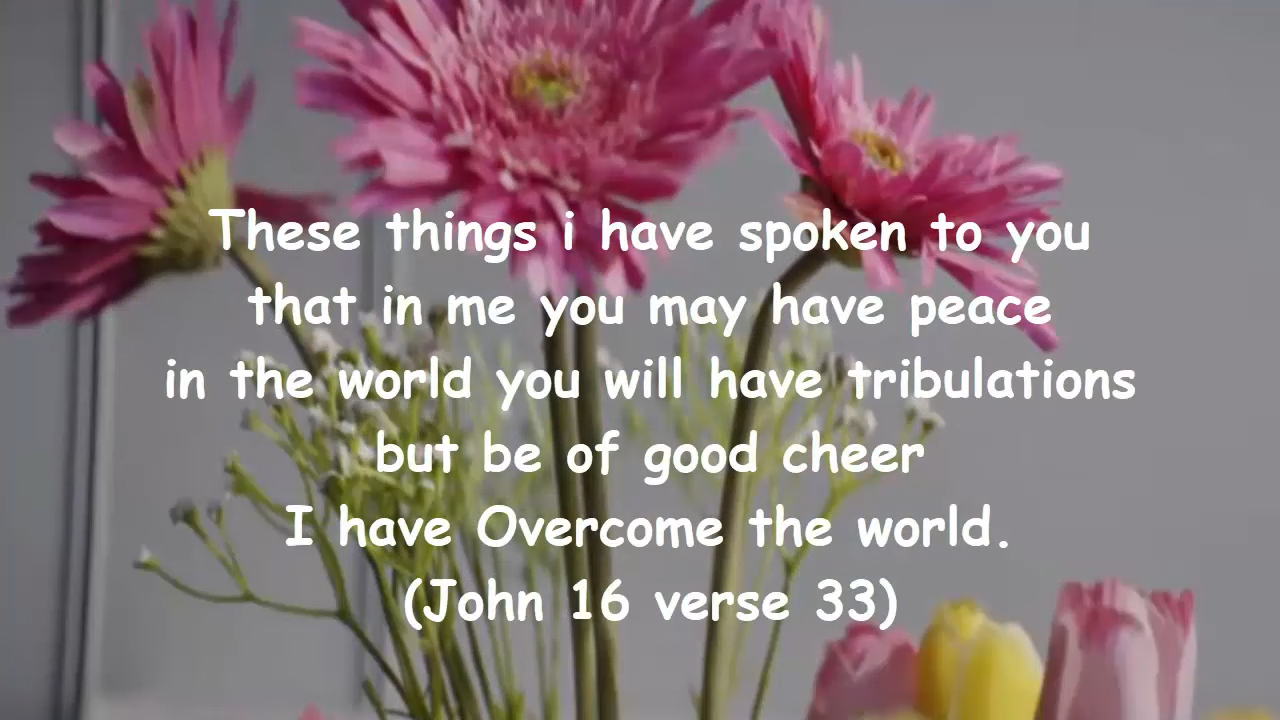 These things i have spoken to you
that in me you may have peace
in the world you will have tribulations
but be of good cheer
I have Overcome the world.
(John 16 verse 33)